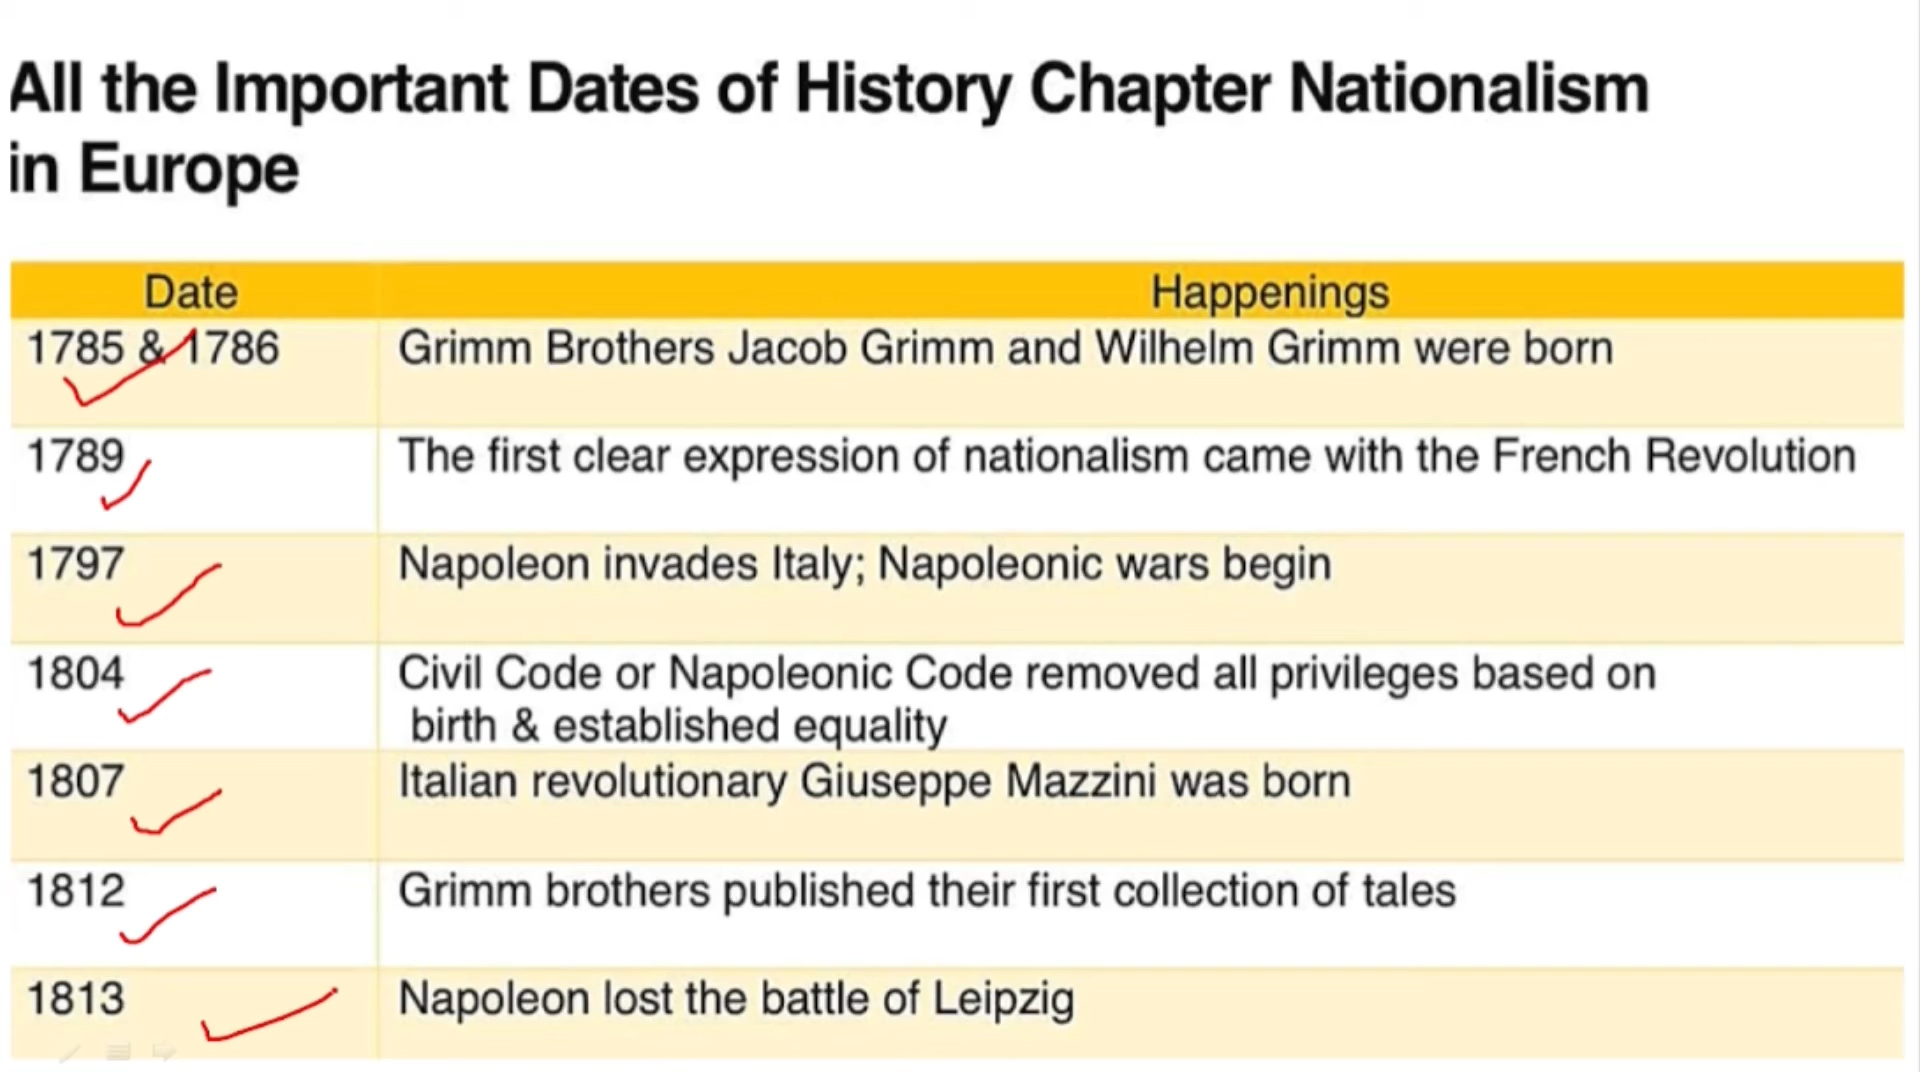 All the Important Dates of History Chapter Nationalism
in Europe
Date Happenings
1785 & 1786 Grimm Brothers Jacob Grimm and Wilhelm Grimm were born
1789 The first clear expression of nationalism came with the French Revolution
1797 Napoleon invades Italy; Napoleonic wars begin
1804 Civil Code or Napoleonic Code removed all privileges based on
birth & established equality
1807 Italian revolutionary Giuseppe Mazzini was born
1812 Grimm brothers published their first collection of tales
1813 Napoleon lost the battle of Leipzig